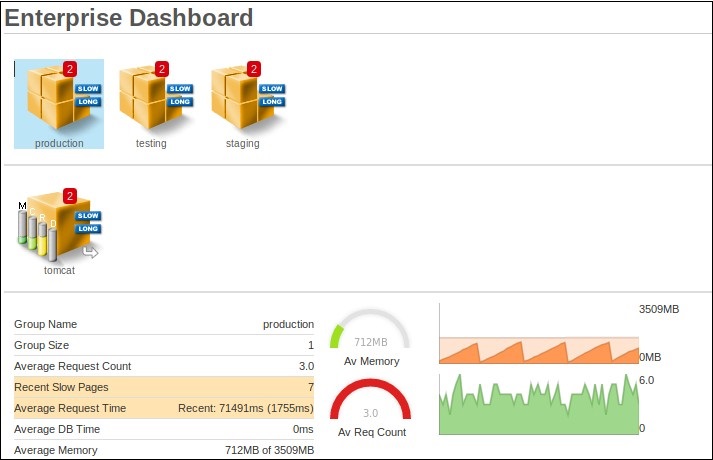 Enterprise Dashboard
2 2 2
SLOW SLOW SLOW
LONG LONG LONG
production testing staging
2
M C R D
SLOW
LONG
tomcat
Group Name production
Group Size 1
Average Request Count 3.0
Recent Slow Pages 7
Average Request Time Recent: 71491ms (1755ms)
Average DB Time 0ms
Average Memory 712MB of 3509MB
712MB
Av Memory
3.0
Av Req Count
3509MB
0MB
6.0
0